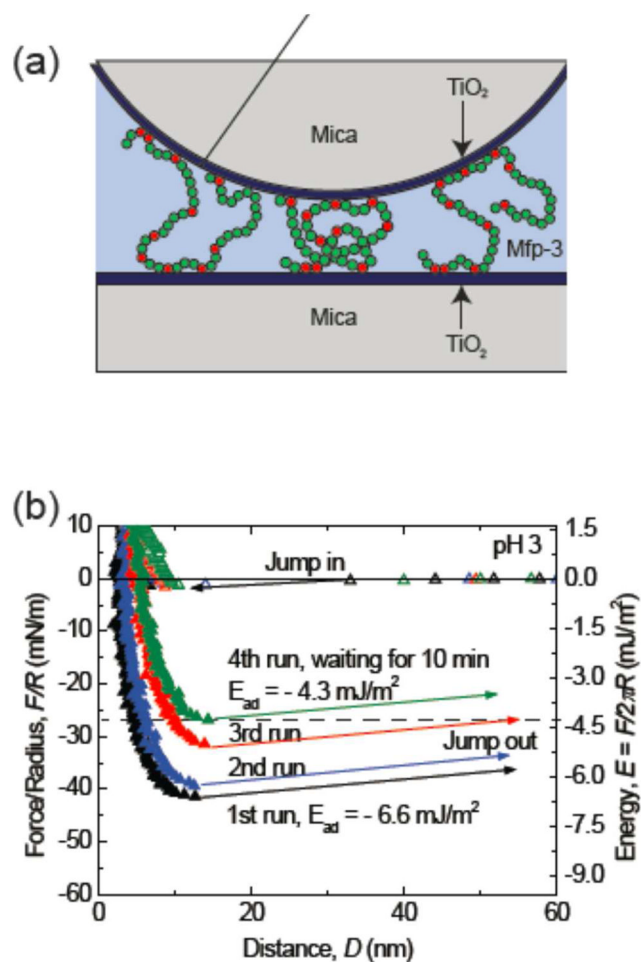 (a)
TiO₂
Mica
Mfp-3
Mica
TiO₂
(b)
10
0
-10
-20
-30
-40
-50
-60
Force/Radius, F/R (mN/m)
1.5
0.0
-1.5
-3.0
-4.5
-6.0
-7.5
-9.0
Energy, E = F/2πR (mJ/m²)
pH 3
Jump in
4th run, waiting for 10 min
E_ad = - 4.3 mJ/m²
3rd run
Jump out
2nd run
1st run, E_ad = - 6.6 mJ/m²
0
20
40
60
Distance, D (nm)